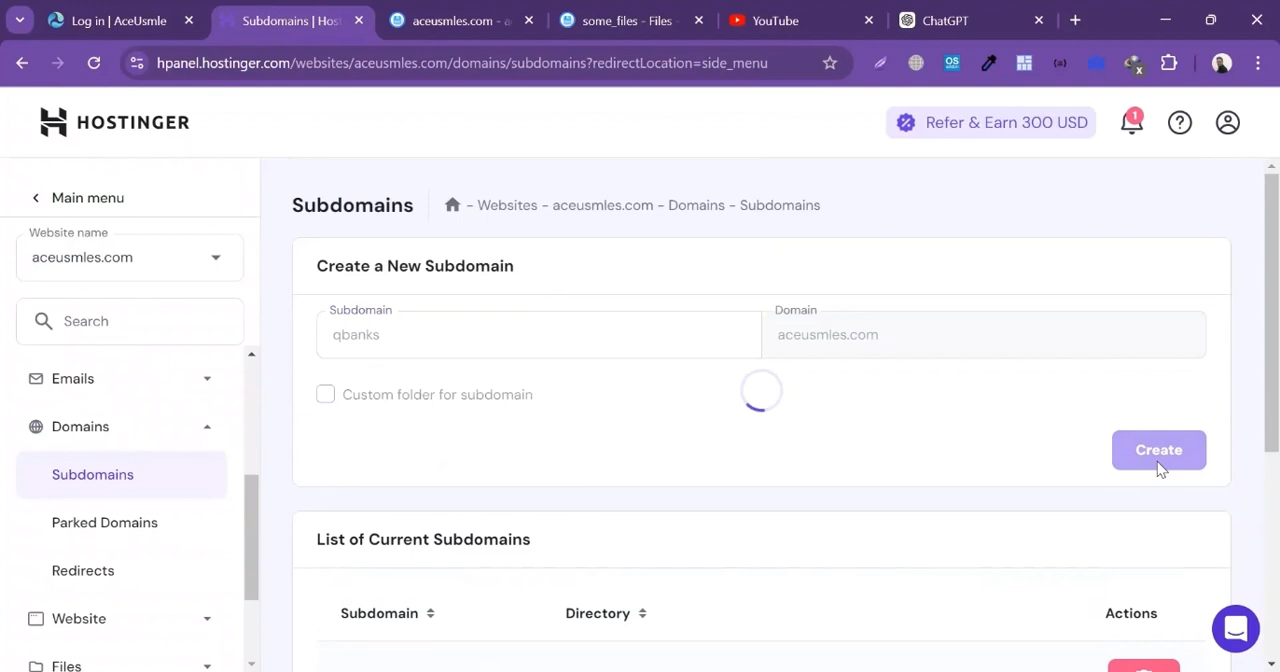 Log in | AceUsmle
Subdomains | Hos
aceusmles.com - a
some_files - Files
YouTube
ChatGPT
hpanel.hostinger.com/websites/aceusmles.com/domains/subdomains?redirectLocation=side_menu
OS
x
HOSTINGER
Refer & Earn 300 USD
1
Main menu
Subdomains
- Websites - aceusmles.com - Domains - Subdomains
Website name
aceusmles.com
Create a New Subdomain
Search
Subdomain
Domain
qbanks
aceusmles.com
Emails
Custom folder for subdomain
Domains
Create
Subdomains
Parked Domains
List of Current Subdomains
Redirects
Website
Subdomain
Directory
Actions
Files